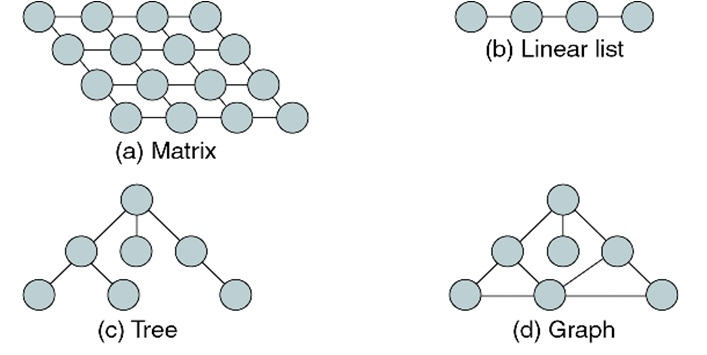 (a) Matrix
(b) Linear list
(c) Tree
(d) Graph